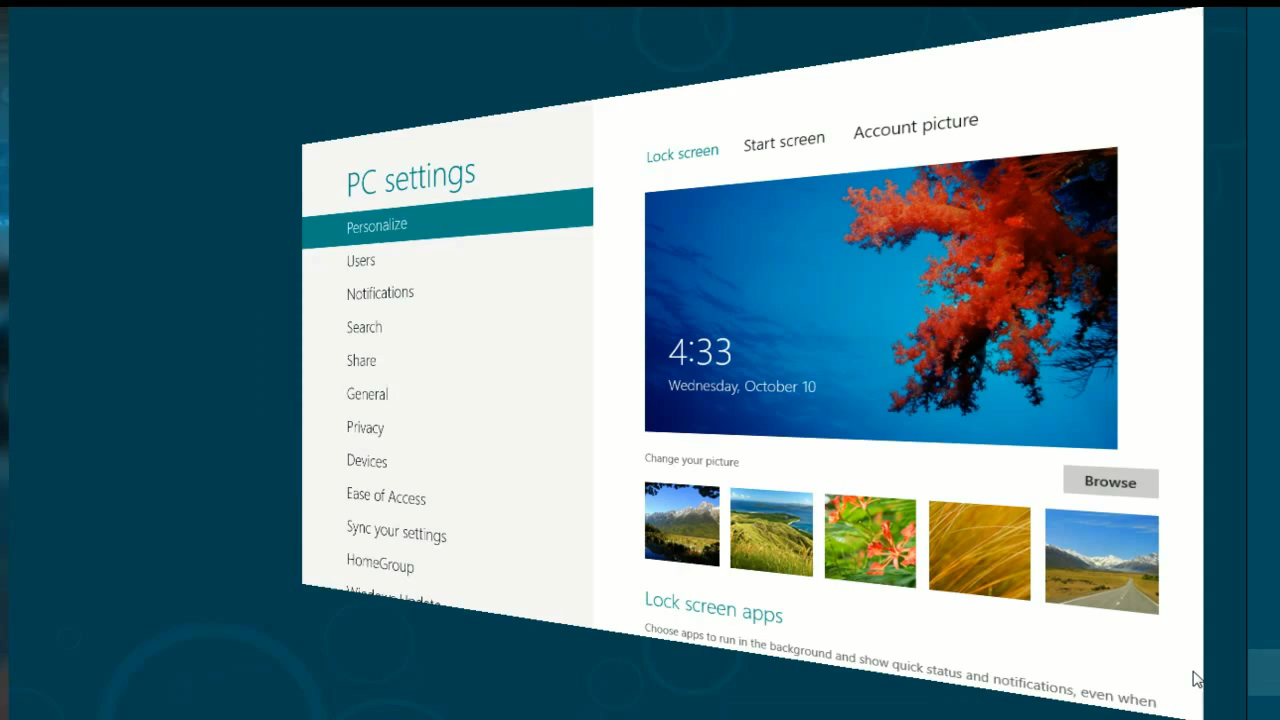 PC settings
Personalize
Users
Notifications
Search
Share
General
Privacy
Devices
Ease of Access
Sync your settings
HomeGroup
Windows Update
Lock screen
Start screen
Account picture
4:33
Wednesday, October 10
Change your picture
Browse
Lock screen apps
Choose apps to run in the background and show quick status and notifications, even when